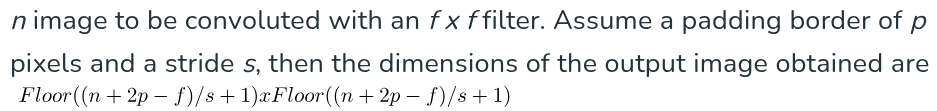 n image to be convoluted with an f x f filter. Assume a padding border of p
pixels and a stride s, then the dimensions of the output image obtained are
Floor((n + 2p − f)/s + 1)xFloor((n + 2p − f)/s + 1)